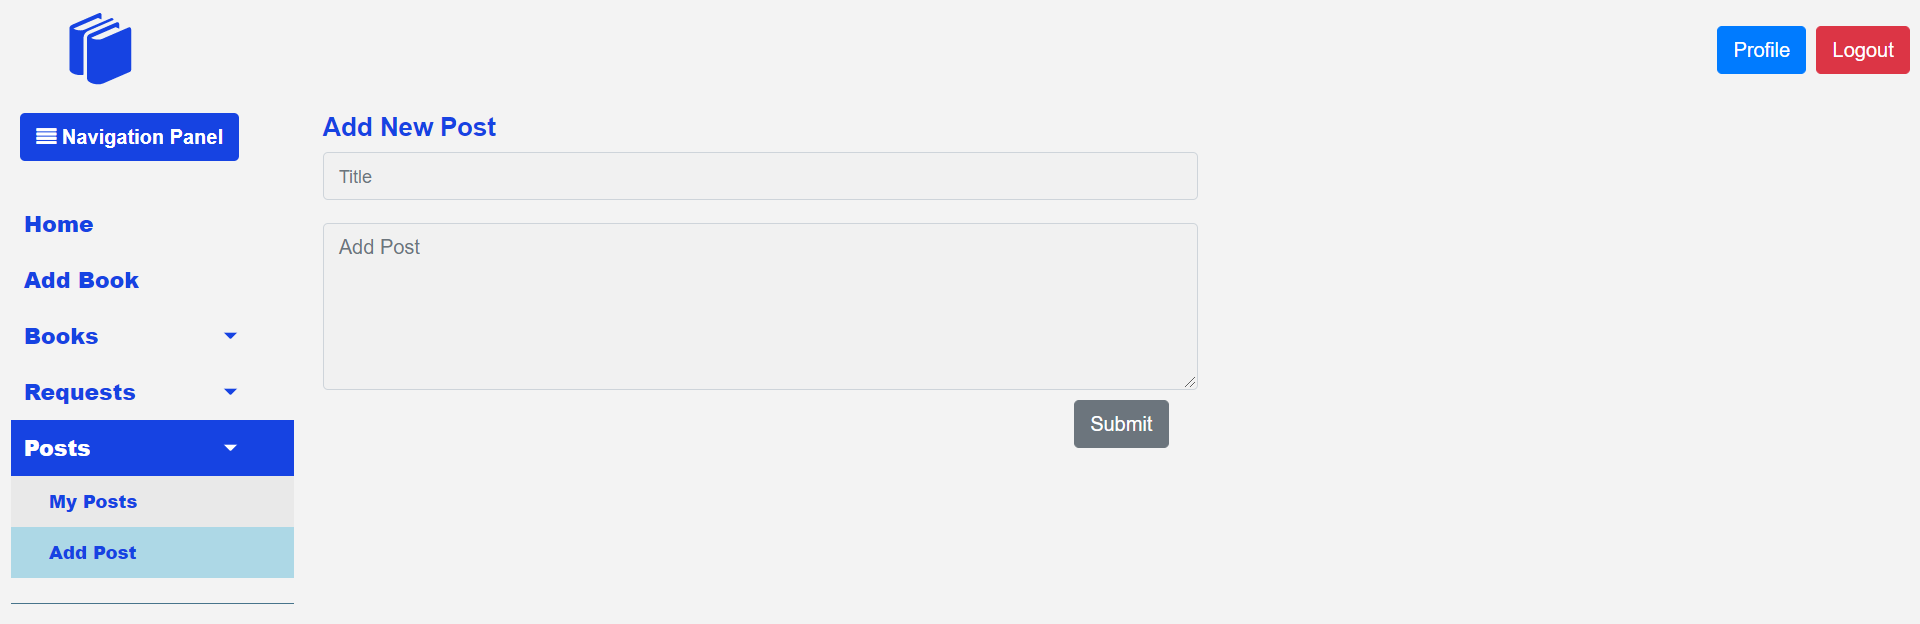 Profile
Logout
Navigation Panel
Home
Add Book
Books
Requests
Posts
My Posts
Add Post
Add New Post
Title
Add Post
Submit